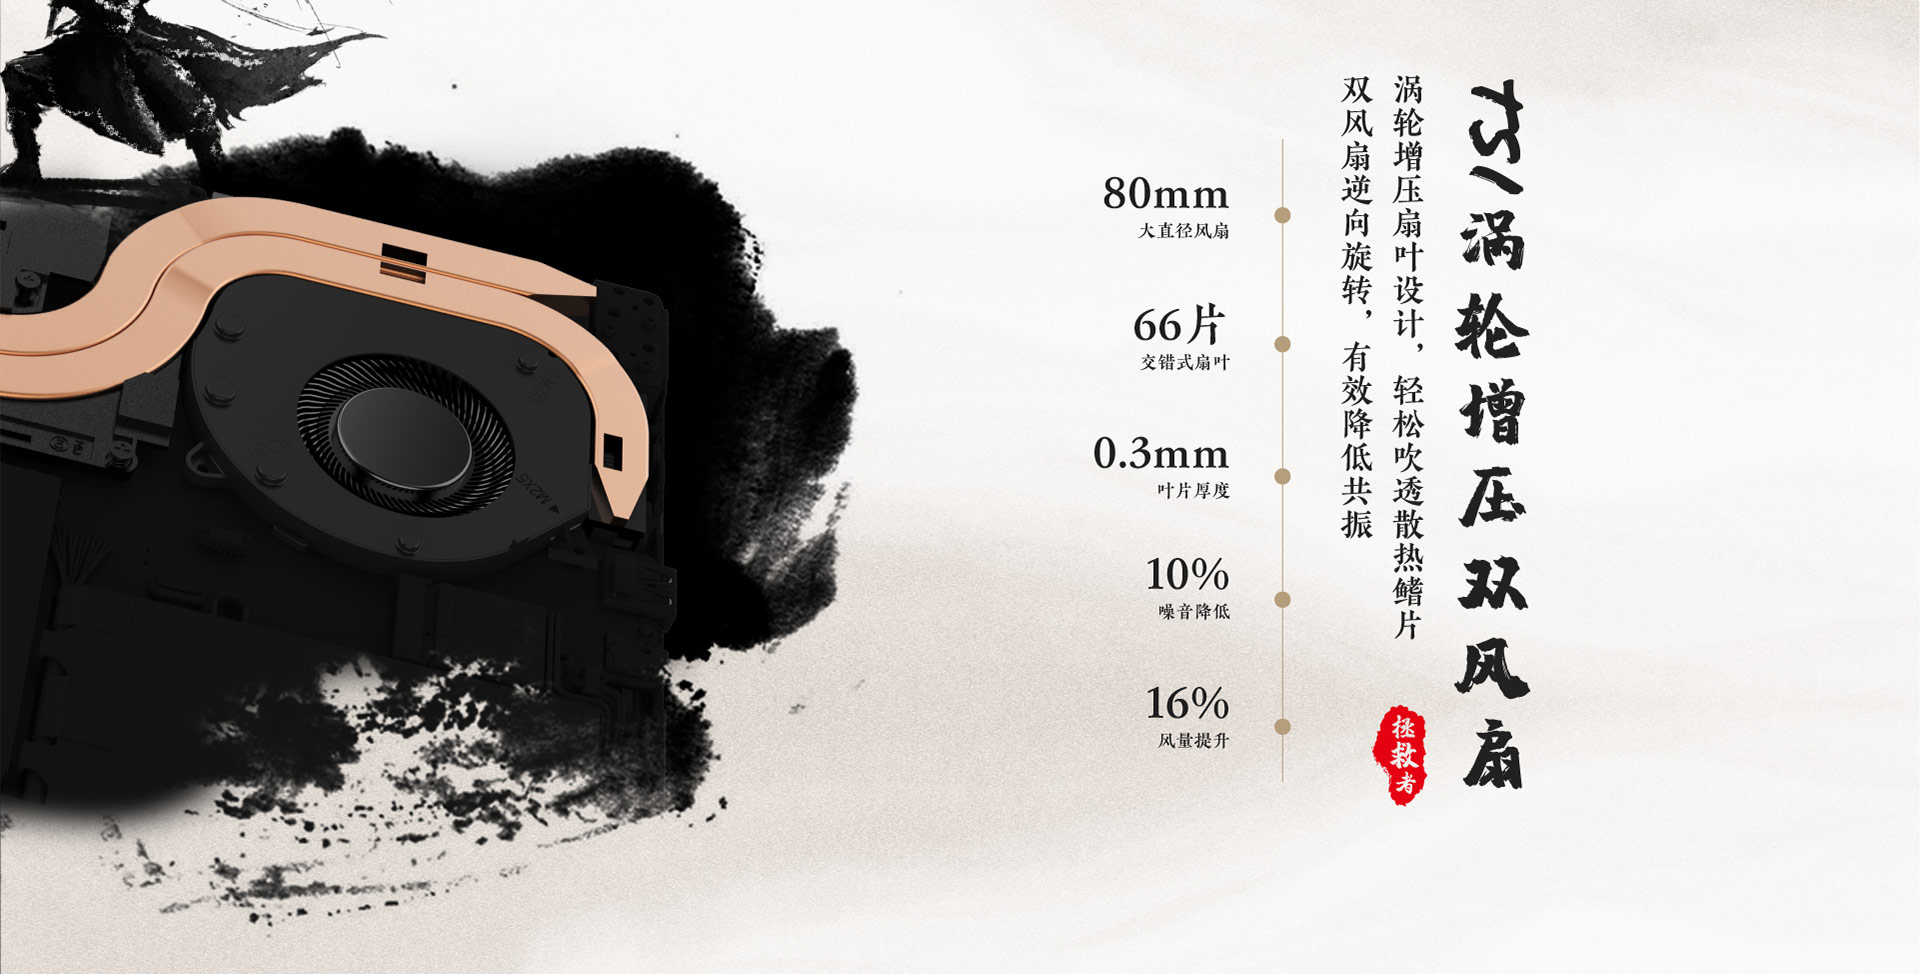 涡轮增压双风扇
涡轮增压扇叶设计，轻松吹透散热鳍片
双风扇逆向旋转，有效降低共振
拯救者
80mm
大直径风扇
66片
交错式扇叶
0.3mm
叶片厚度
10%
噪音降低
16%
风量提升
M2X5